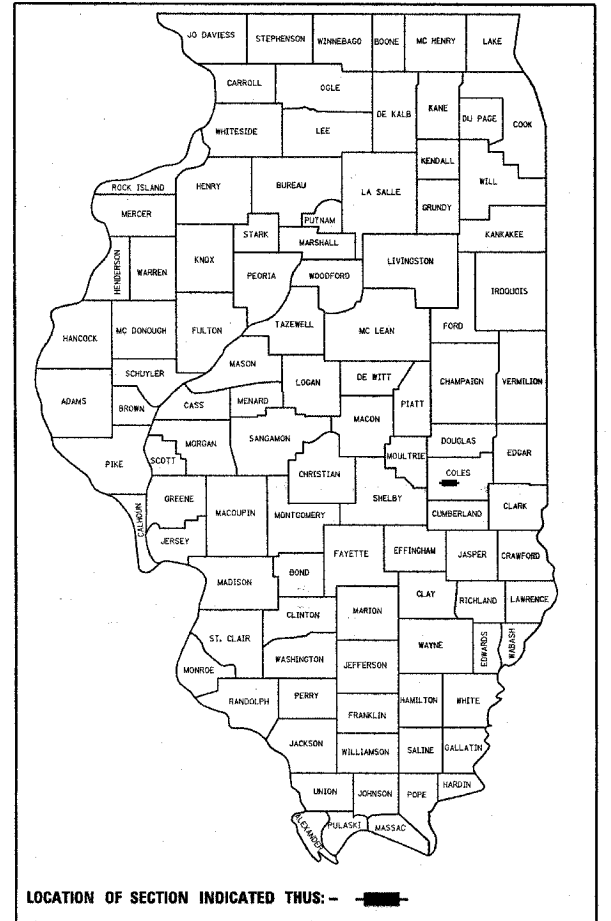 JO DAVIESS STEPHENSON WINNEBAGO BOONE MC HENRY LAKE
CARROLL OGLE DE KALB KANE DU PAGE COOK
WHITESIDE LEE
KENDALL
ROCK ISLAND HENRY BUREAU LA SALLE WILL
MERCER PUTNAM GRUNDY
STARK MARSHALL KANKAKEE
HENDERSON WARREN KNOX PEORIA WOODFORD LIVINGSTON
IROQUOIS
HANCOCK MC DONOUGH FULTON TAZEWELL MC LEAN FORD
SCHUYLER MASON
ADAMS BROWN CASS MENARD LOGAN DE WITT CHAMPAIGN VERMILION
MACON PIATT
PIKE SCOTT MORGAN SANGAMON MOULTRIE DOUGLAS EDGAR
CHRISTIAN COLES
GREENE MACOUPIN MONTGOMERY SHELBY CUMBERLAND CLARK
CALHOUN
JERSEY FAYETTE EFFINGHAM JASPER CRAWFORD
MADISON BOND
CLAY RICHLAND LAWRENCE
CLINTON MARION
ST. CLAIR WAYNE EDWARDS WABASH
MONROE WASHINGTON JEFFERSON
RANDOLPH PERRY HAMILTON WHITE
FRANKLIN
JACKSON WILLIAMSON SALINE GALLATIN
UNION JOHNSON POPE HARDIN
ALEXANDER PULASKI MASSAC
LOCATION OF SECTION INDICATED THUS: -